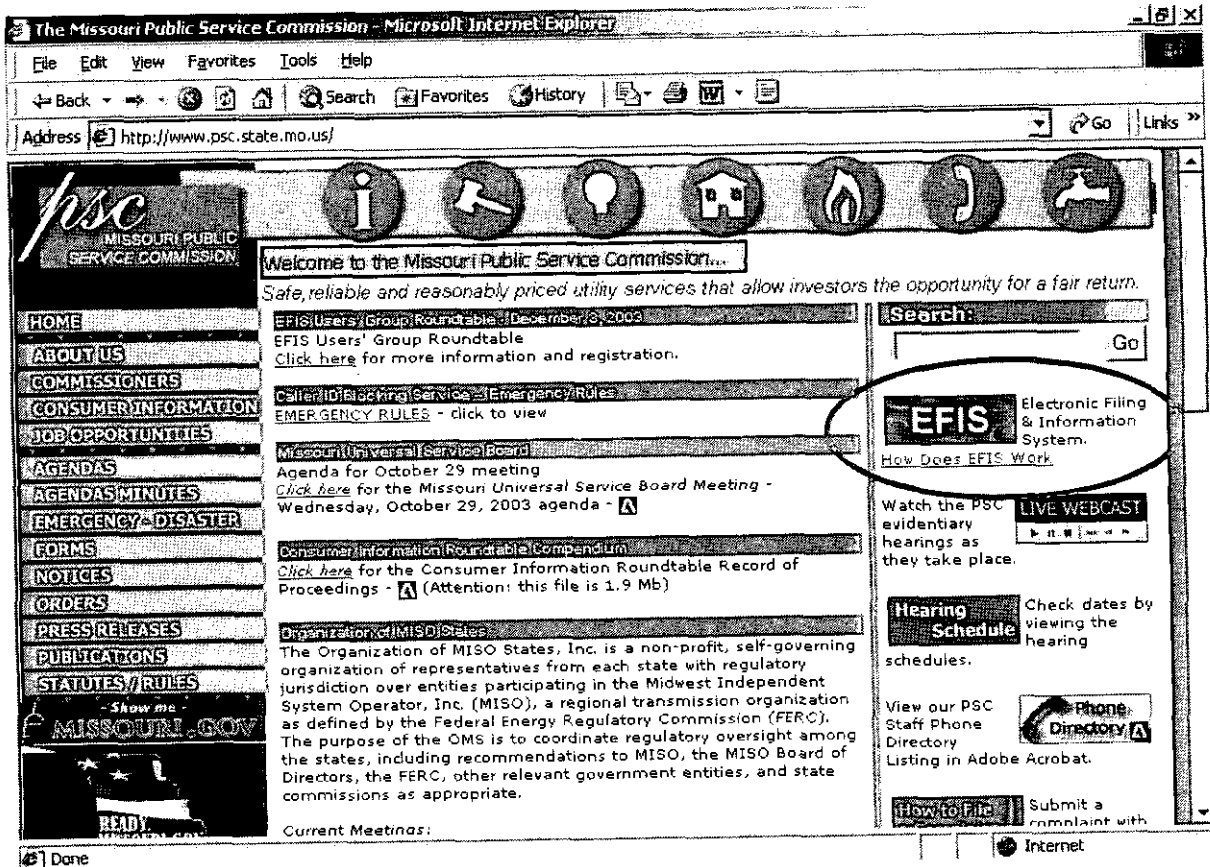 The Missouri Public Service Commission - Microsoft Internet Explorer
File Edit View Favorites Tools Help
Back Search Favorites History
Address http://www.psc.state.mo.us/ Go Links »
psc
MISSOURI PUBLIC
SERVICE COMMISSION
Welcome to the Missouri Public Service Commission...
Safe, reliable and reasonably priced utility services that allow investors the opportunity for a fair return.
HOME
ABOUT US
COMMISSIONERS
CONSUMER INFORMATION
JOB OPPORTUNITIES
AGENDAS
AGENDAS MINUTES
EMERGENCY - DISASTER
FORMS
NOTICES
ORDERS
PRESS RELEASES
PUBLICATIONS
STATUTES / RULES
- Show me -
MISSOURI.GOV
READY
EFIS Users' Group Roundtable - December 8, 2003
EFIS Users' Group Roundtable
Click here for more information and registration.
Caller ID Blocking Service - Emergency Rules
EMERGENCY RULES - click to view
Missouri Universal Service Board
Agenda for October 29 meeting
Click here for the Missouri Universal Service Board Meeting -
Wednesday, October 29, 2003 agenda -
Consumer Information Roundtable Compendium
Click here for the Consumer Information Roundtable Record of
Proceedings - (Attention: this file is 1.9 Mb)
Organization of MISO States
The Organization of MISO States, Inc. is a non-profit, self-governing
organization of representatives from each state with regulatory
jurisdiction over entities participating in the Midwest Independent
System Operator, Inc. (MISO), a regional transmission organization
as defined by the Federal Energy Regulatory Commission (FERC).
The purpose of the OMS is to coordinate regulatory oversight among
the states, including recommendations to MISO, the MISO Board of
Directors, the FERC, other relevant government entities, and state
commissions as appropriate.
Current Meetings:
Search:
Go
EFIS
Electronic Filing
& Information
System.
How Does EFIS Work
Watch the PSC
evidentiary
hearings as
they take place.
LIVE WEBCAST
Hearing
Schedule
Check dates by
viewing the
hearing
schedules.
View our PSC
Staff Phone
Directory
Listing in Adobe
Acrobat.
Phone
Directory
How to File
Submit a
complaint with
Done
Internet